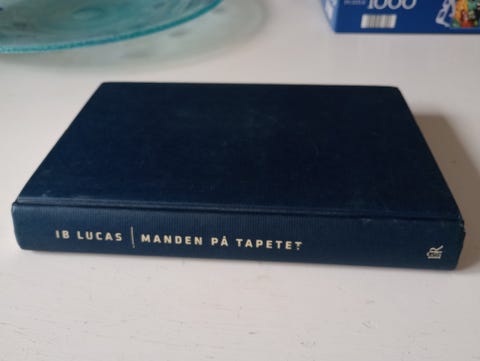 1000
IB LUCAS | MANDEN PÅ TAPETET